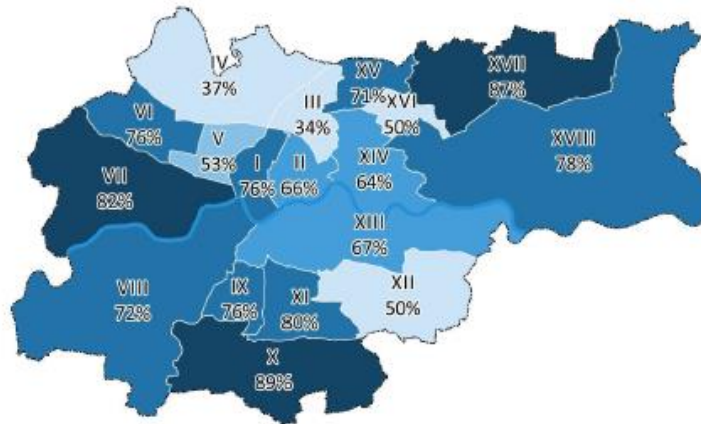 IV
37%
XV
71%
XVII
87%
VI
76%
III
34%
XVI
50%
V
53%
I
76%
II
66%
XIV
64%
XVIII
78%
VII
82%
XIII
67%
VIII
72%
IX
76%
XI
80%
XII
50%
X
89%